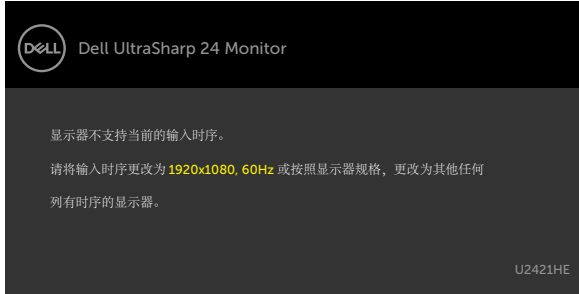 DELL
Dell UltraSharp 24 Monitor
显示器不支持当前的输入时序。
请将输入时序更改为 1920x1080, 60Hz 或按照显示器规格，更改为其他任何
列有时序的显示器。
U2421HE